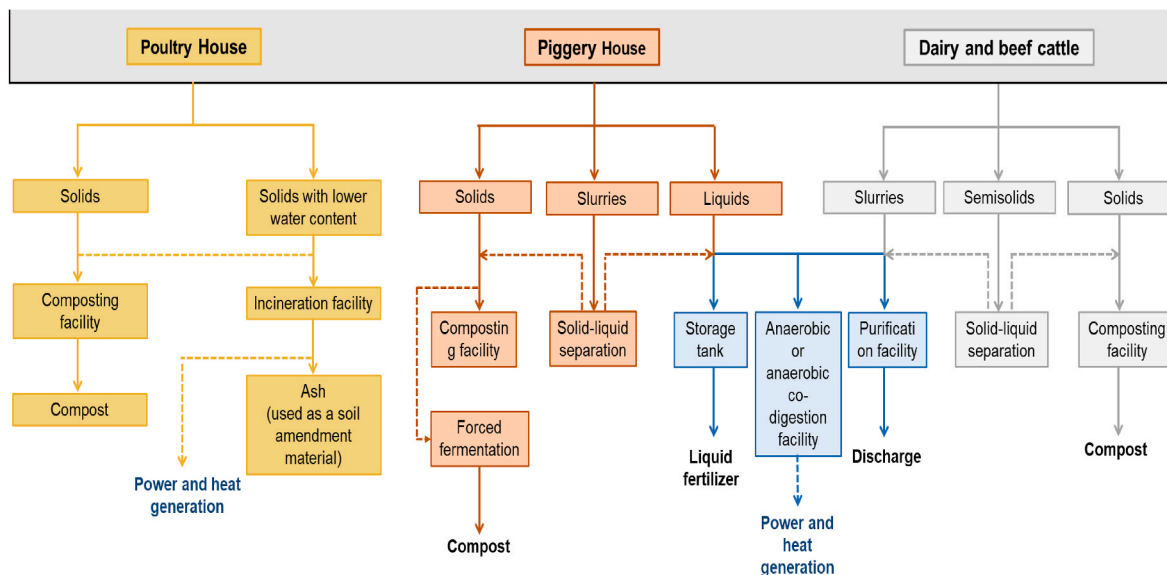 Poultry House
Piggery House
Dairy and beef cattle
Solids
Solids with lower
water content
Solids
Slurries
Liquids
Slurries
Semisolids
Solids
Composting
facility
Incineration facility
Compostin
g facility
Solid-liquid
separation
Storage
tank
Anaerobic
or
anaerobic
co-
digestion
facility
Purificati
on facility
Solid-liquid
separation
Composting
facility
Compost
Ash
(used as a soil
amendment
material)
Forced
fermentation
Power and heat
generation
Liquid
fertilizer
Discharge
Compost
Compost
Power and
heat
generation